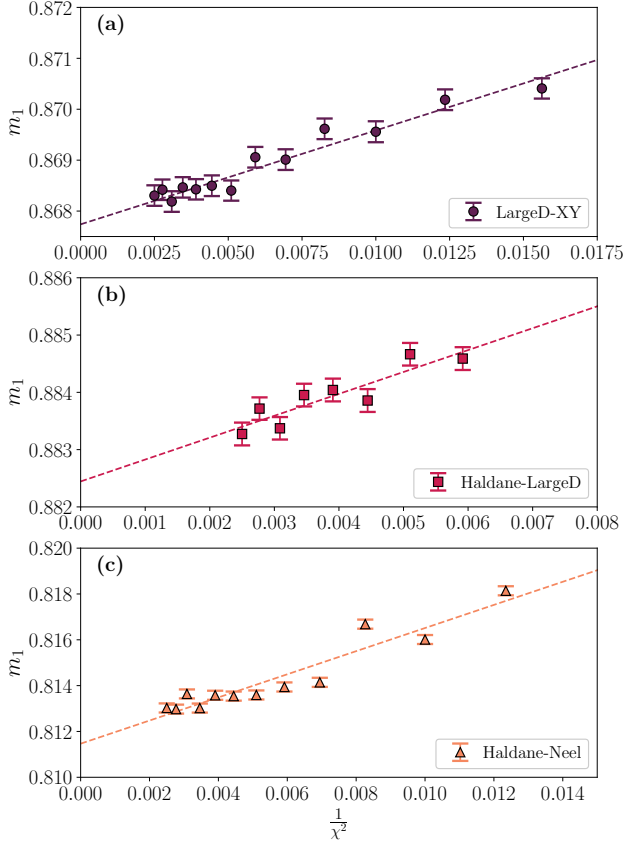 (a)
0.872
0.871
0.870
0.869
0.868
m₁
LargeD-XY
0.0000 0.0025 0.0050 0.0075 0.0100 0.0125 0.0150 0.0175
(b)
0.886
0.885
0.884
0.883
0.882
m₁
Haldane-LargeD
0.000 0.001 0.002 0.003 0.004 0.005 0.006 0.007 0.008
(c)
0.820
0.818
0.816
0.814
0.812
0.810
m₁
Haldane-Neel
0.000 0.002 0.004 0.006 0.008 0.010 0.012 0.014
1/χ²